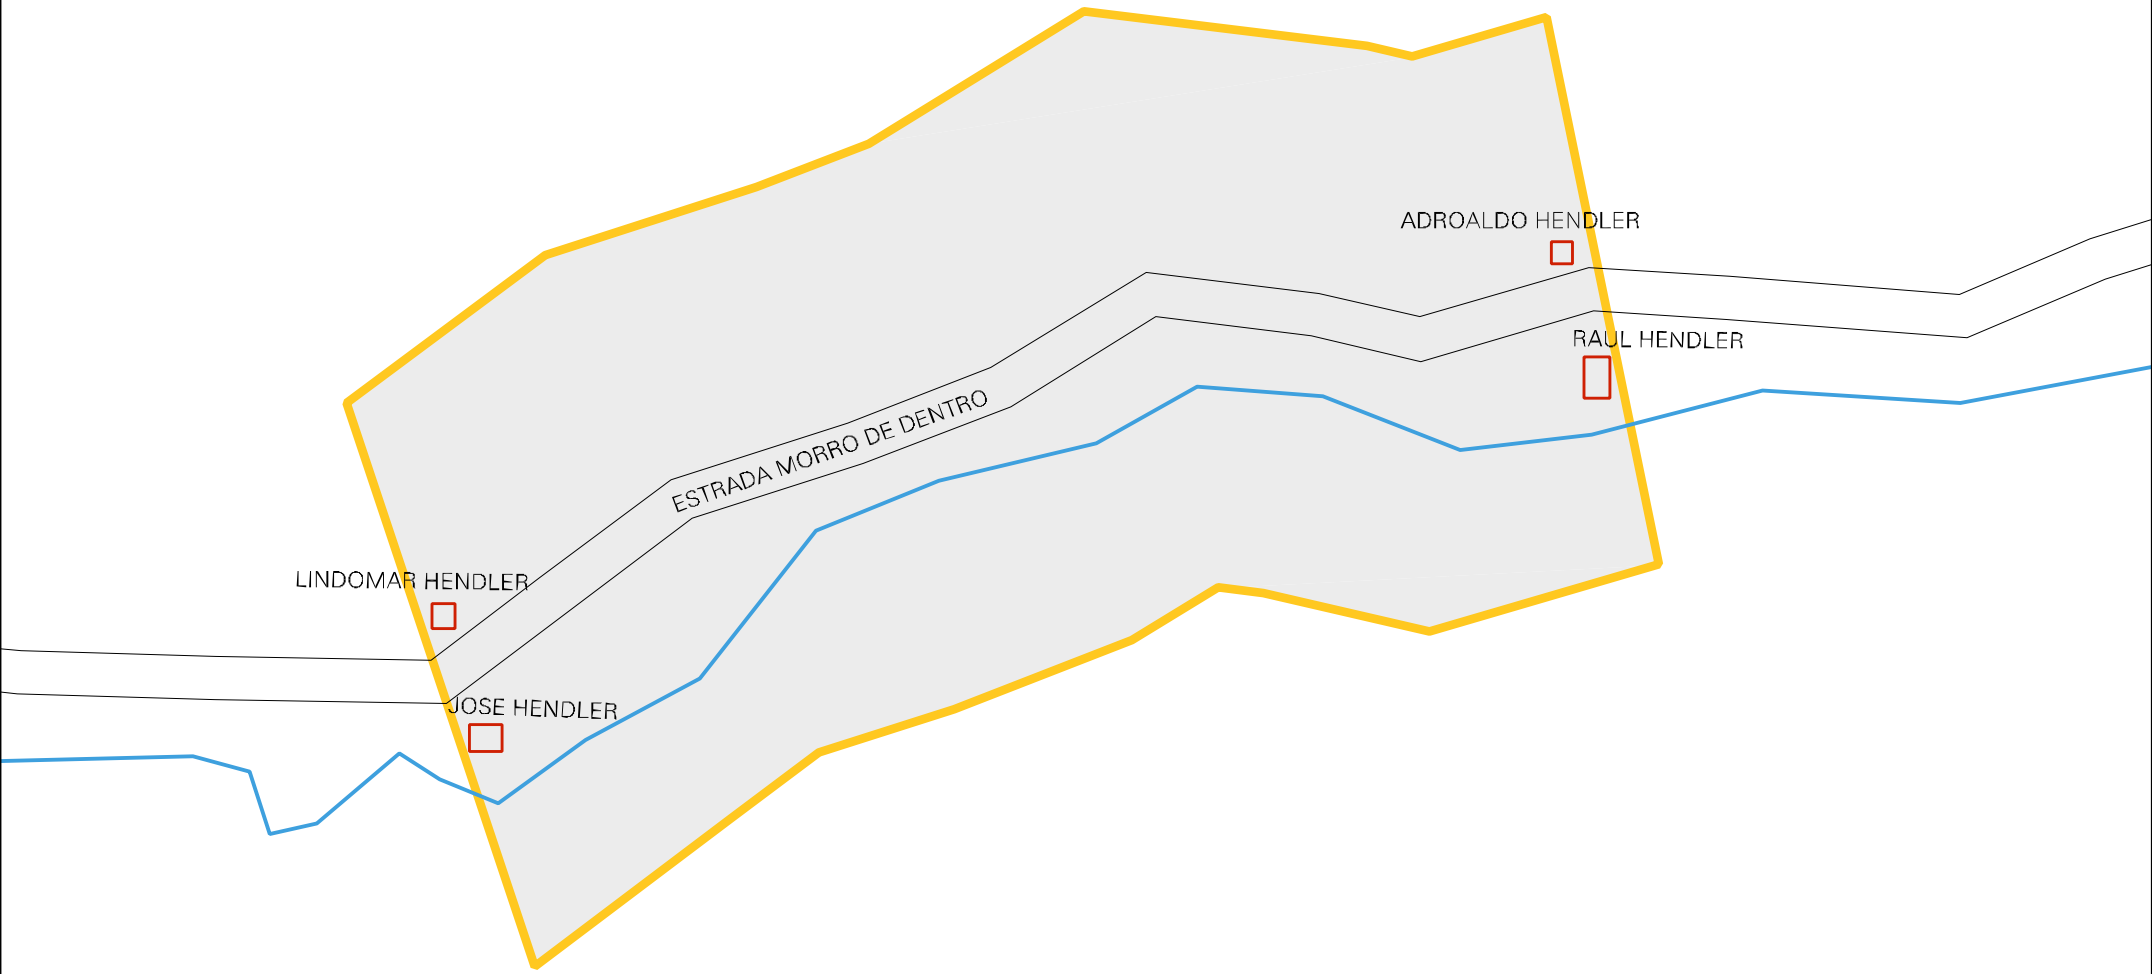 ADROALDO HENDLER
RAUL HENDLER
ESTRADA MORRO DE DENTRO
LINDOMAR HENDLER
JOSE HENDLER